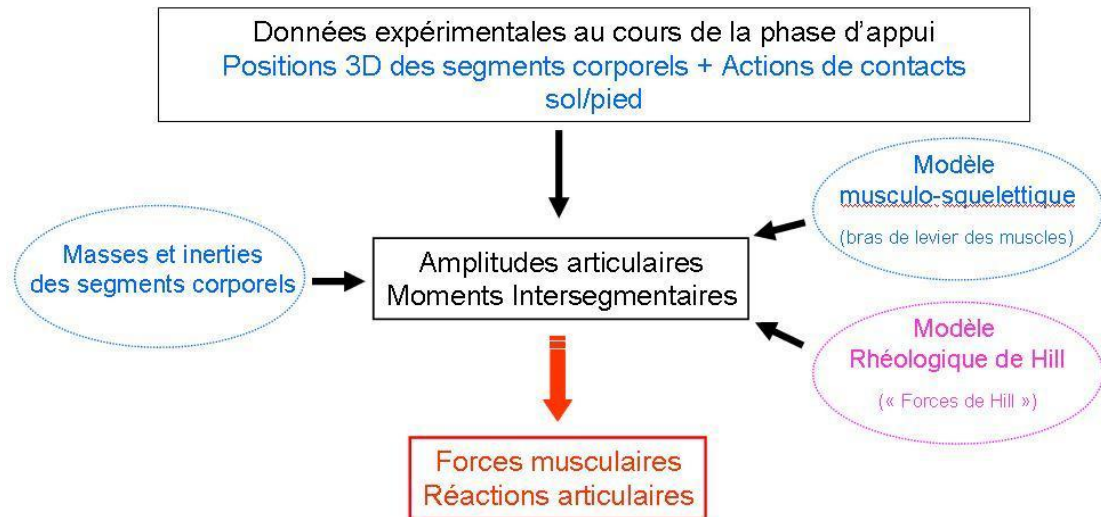 Données expérimentales au cours de la phase d'appui
Positions 3D des segments corporels + Actions de contacts
sol/pied
Modèle
musculo-squelettique
(bras de levier des muscles)
Masses et inerties
des segments corporels
Amplitudes articulaires
Moments Intersegmentaires
Modèle
Rhéologique de Hill
(« Forces de Hill »)
Forces musculaires
Réactions articulaires